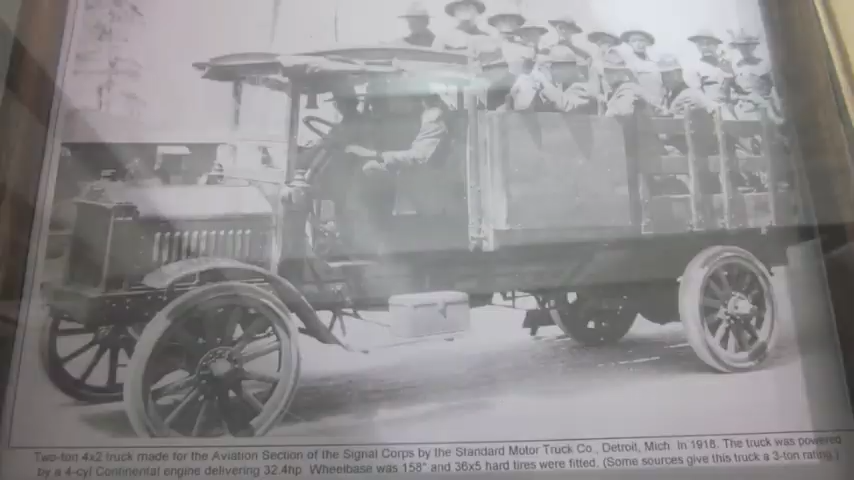 Two-ton 4x2 truck made for the Aviation Section of the Signal Corps by the Standard Motor Truck Co., Detroit, Mich. In 1918. The truck was powered
by a 4-cyl Continental engine delivering 32.4hp. Wheelbase was 158" and 36x5 hard tires were fitted. (Some sources give this truck a 3-ton rating.)